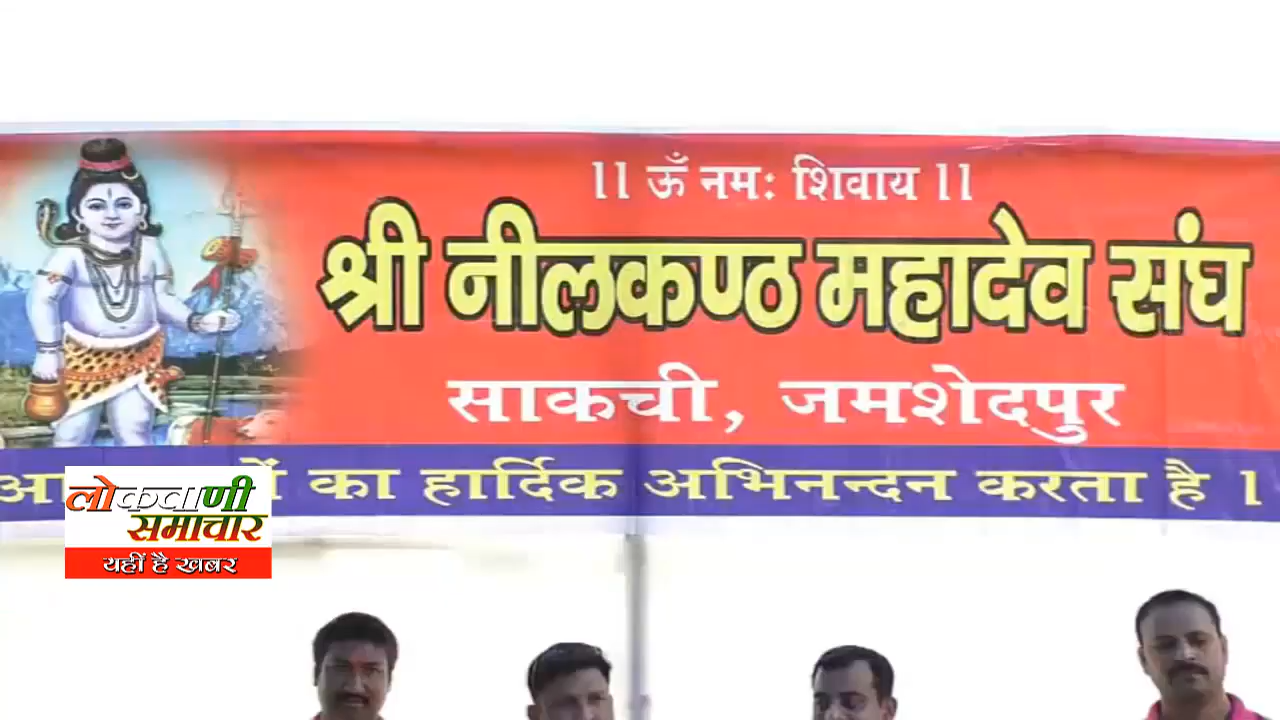 ।। ऊँ नमः शिवाय ।।
श्री नीलकण्ठ महादेव संघ
साकची, जमशेदपुर
का हार्दिक अभिनन्दन करता है ।
लोकवाणी
समाचार
यहीं है खबर